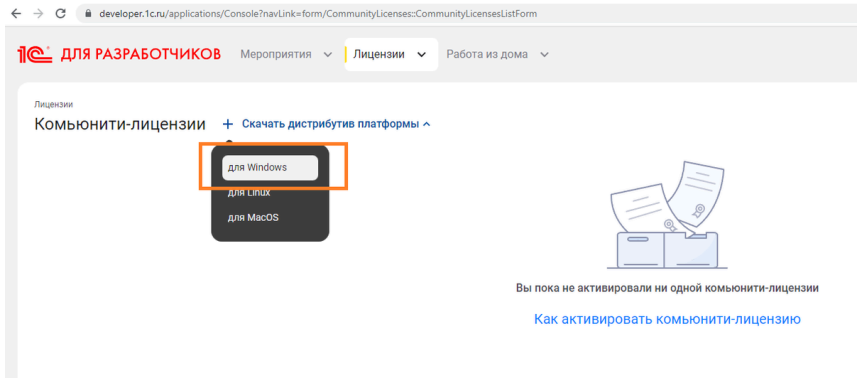 developer.1c.ru/applications/Console?navLink=form/CommunityLicenses::CommunityLicensesListForm
1С ДЛЯ РАЗРАБОТЧИКОВ Мероприятия Лицензии Работа из дома
Лицензии
Комьюнити-лицензии + Скачать дистрибутив платформы
для Windows
для Linux
для MacOS
Вы пока не активировали ни одной комьюнити-лицензии
Как активировать комьюнити-лицензию